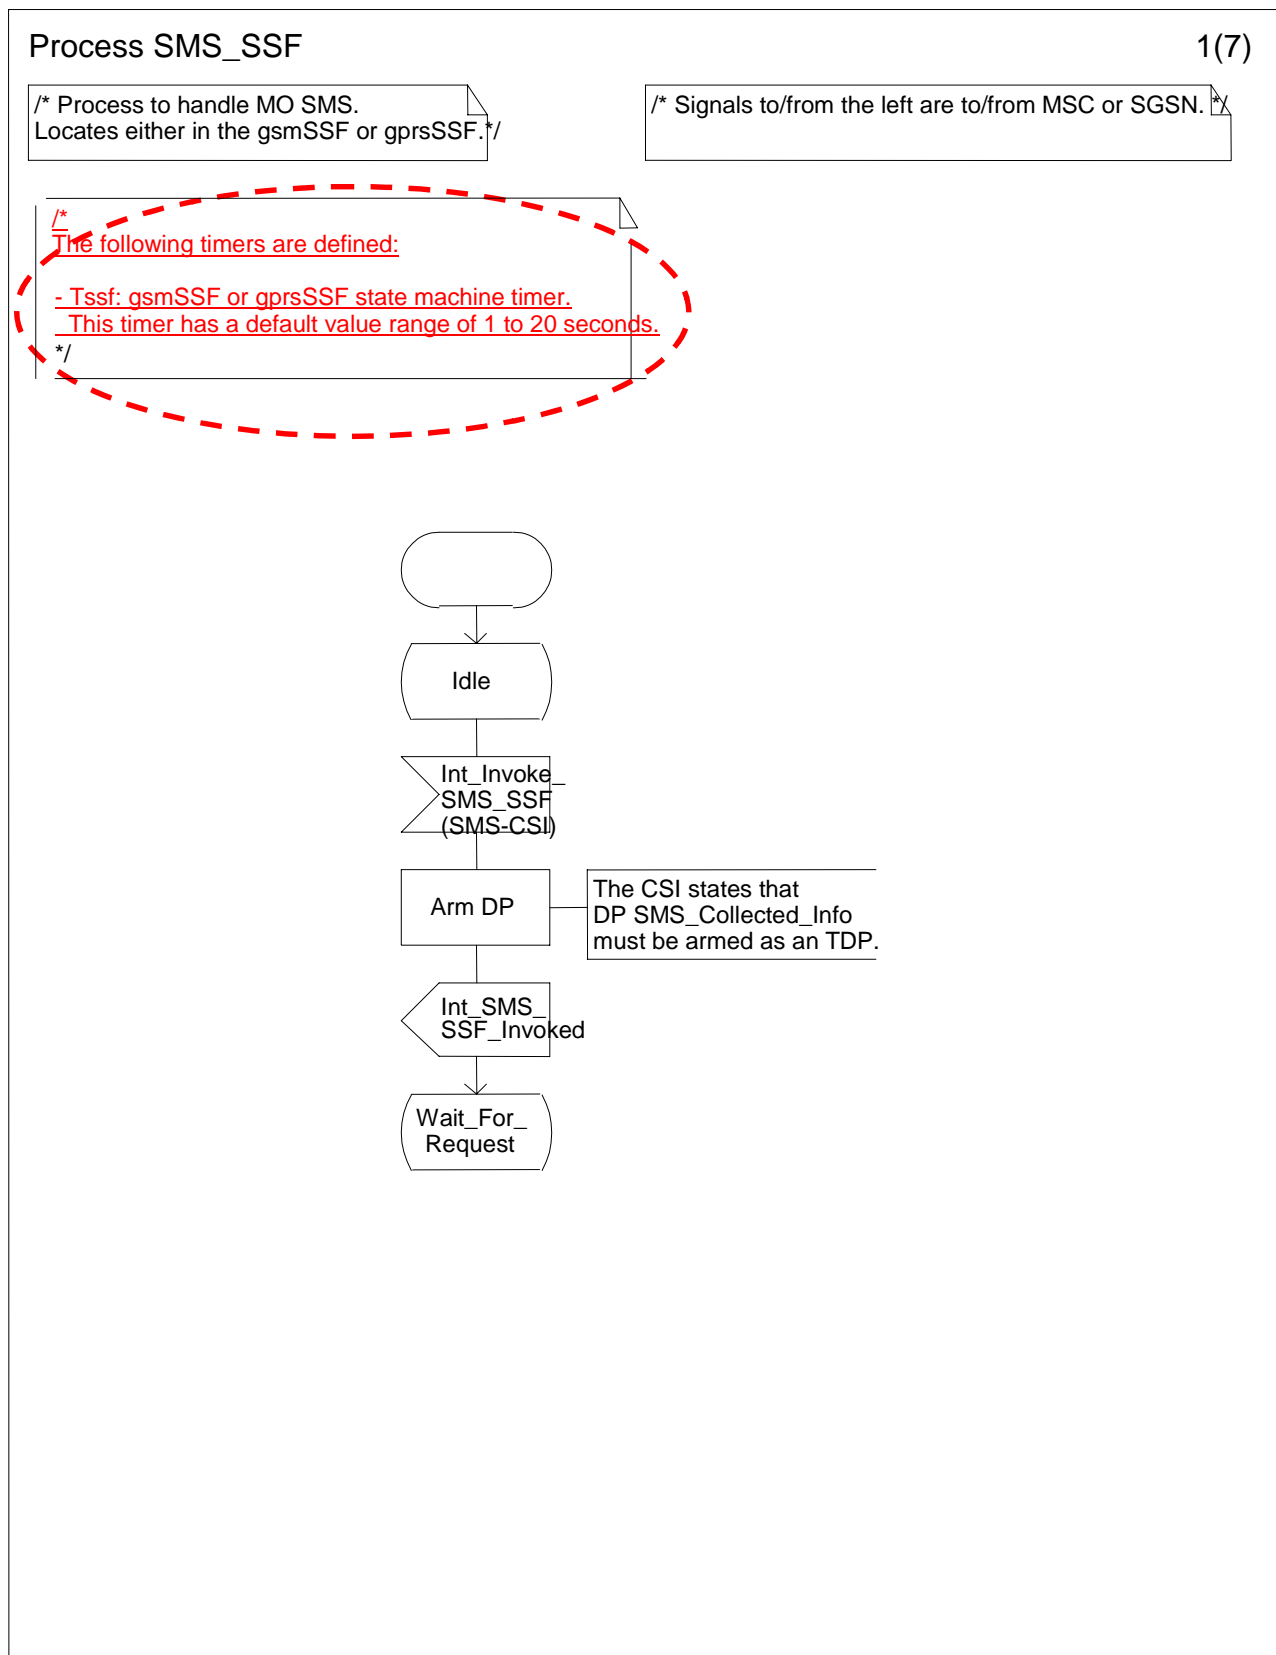 Process SMS_SSF
1(7)
/* Process to handle MO SMS.
Locates either in the gsmSSF or gprsSSF.*/
/* Signals to/from the left are to/from MSC or SGSN. */
/*
The following timers are defined:
- Tssf: gsmSSF or gprsSSF state machine timer.
This timer has a default value range of 1 to 20 seconds.
*/
Idle
Int_Invoke_
SMS_SSF
(SMS-CSI)
Arm DP
The CSI states that
DP SMS_Collected_Info
must be armed as an TDP.
Int_SMS_
SSF_Invoked
Wait_For_
Request